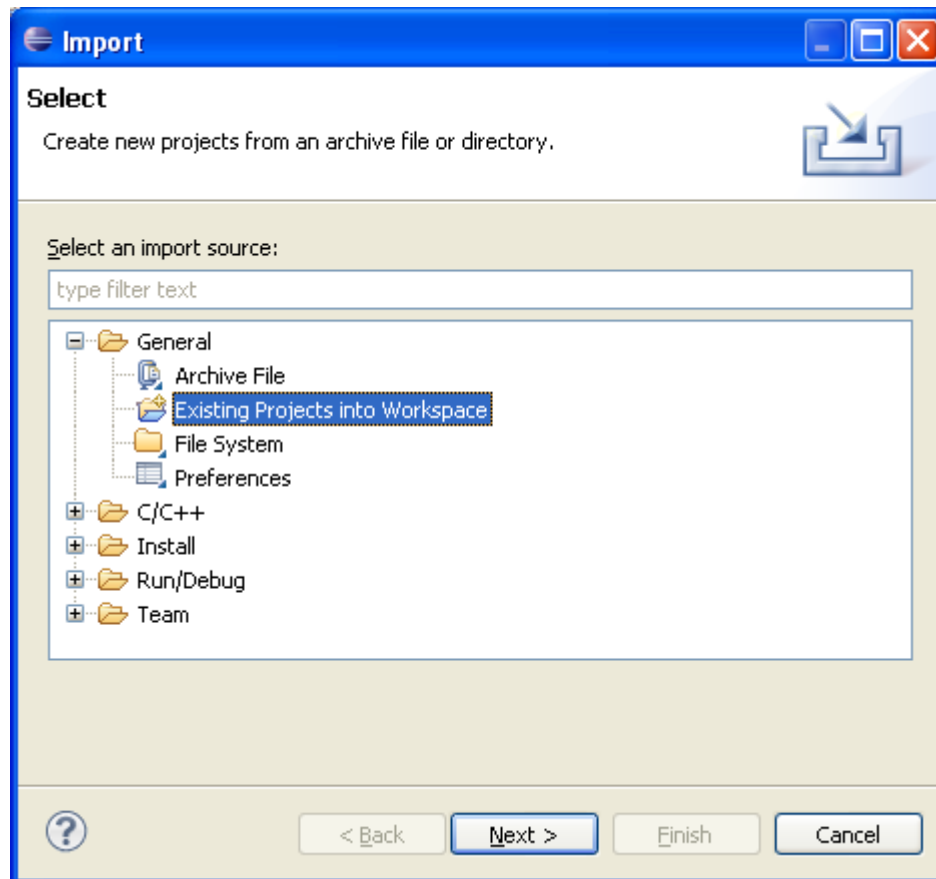 Import
Select
Create new projects from an archive file or directory.
Select an import source:
type filter text
General
Archive File
Existing Projects into Workspace
File System
Preferences
C/C++
Install
Run/Debug
Team
? < Back Next > Finish Cancel